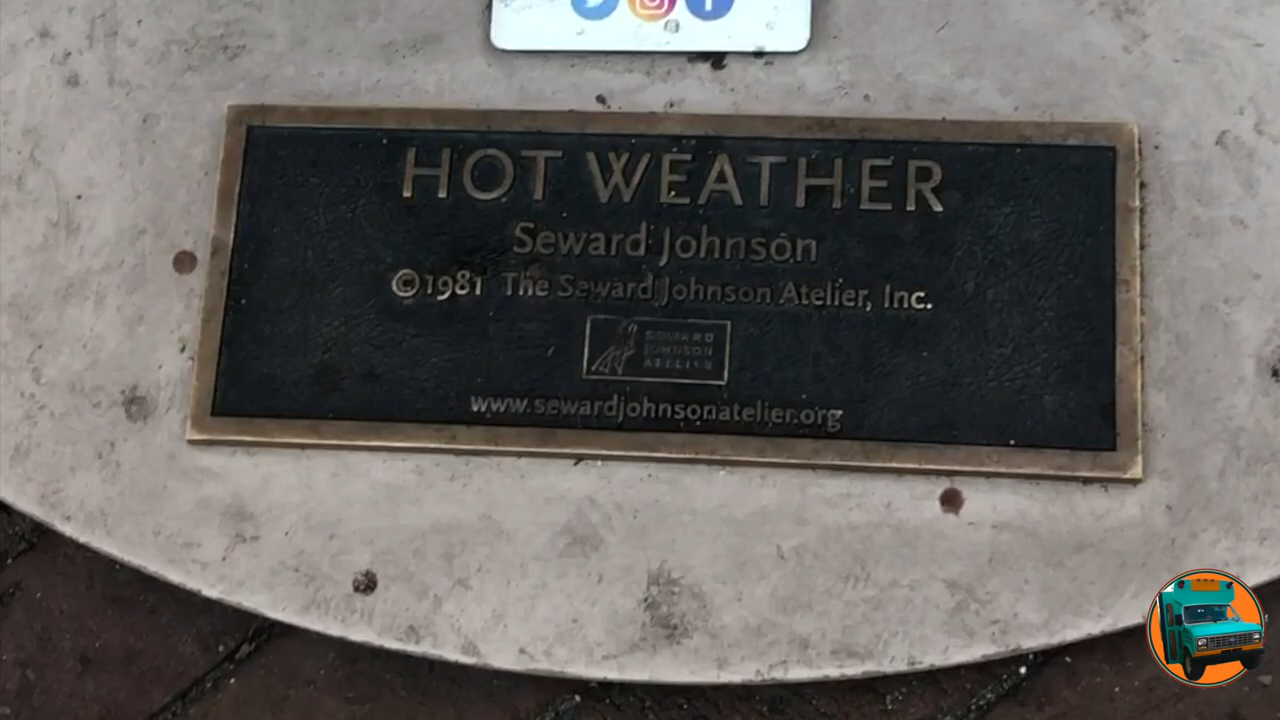 HOT WEATHER
Seward Johnson
©1981 The Seward Johnson Atelier, Inc.
SEWARD
JOHNSON
ATELIER
www.sewardjohnsonatelier.org